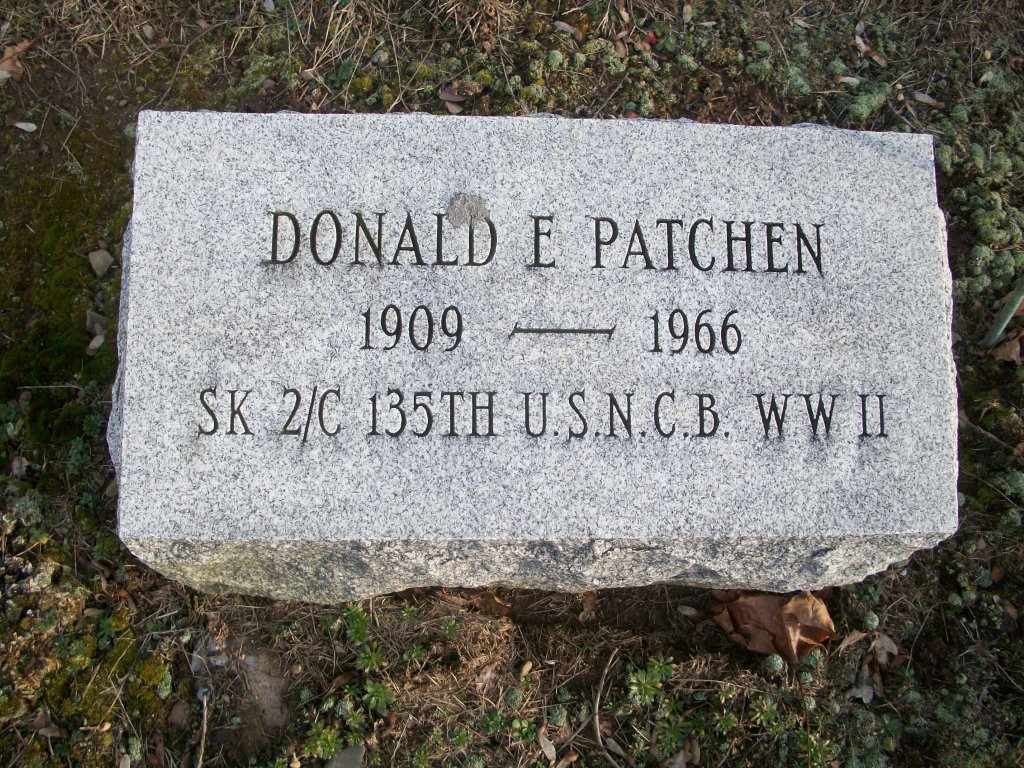 DONALD E PATCHEN
1909 — 1966
SK 2/C 135TH U.S.N.C.B. WW II